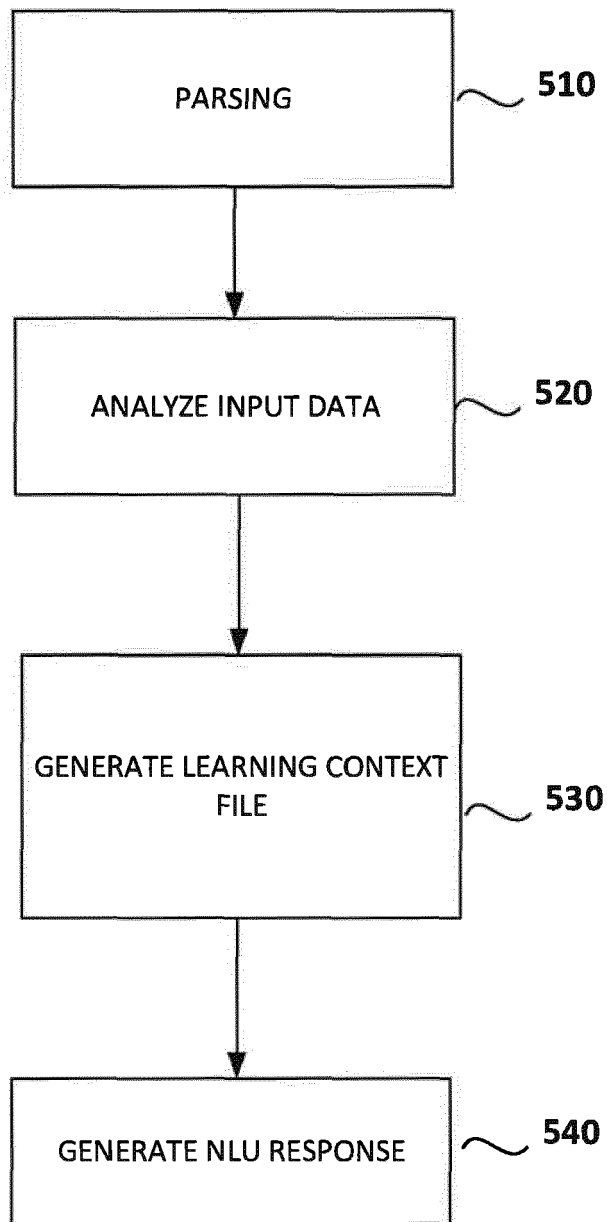 PARSING
510
ANALYZE INPUT DATA
520
GENERATE LEARNING CONTEXT
FILE
530
GENERATE NLU RESPONSE
540